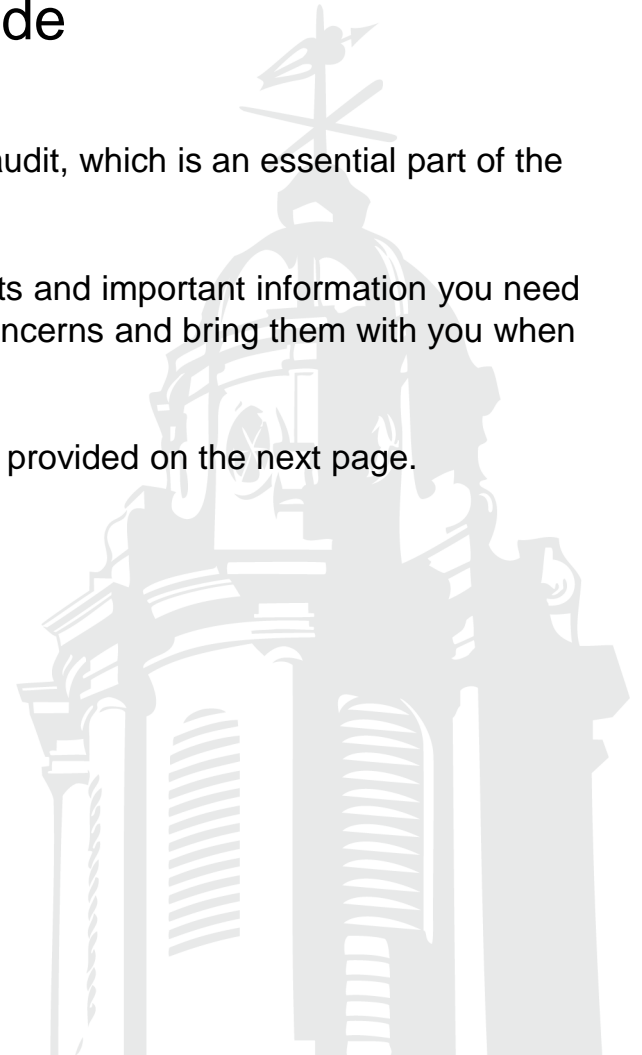 de
audit, which is an essential part of the
ts and important information you need
ncerns and bring them with you when
provided on the next page.